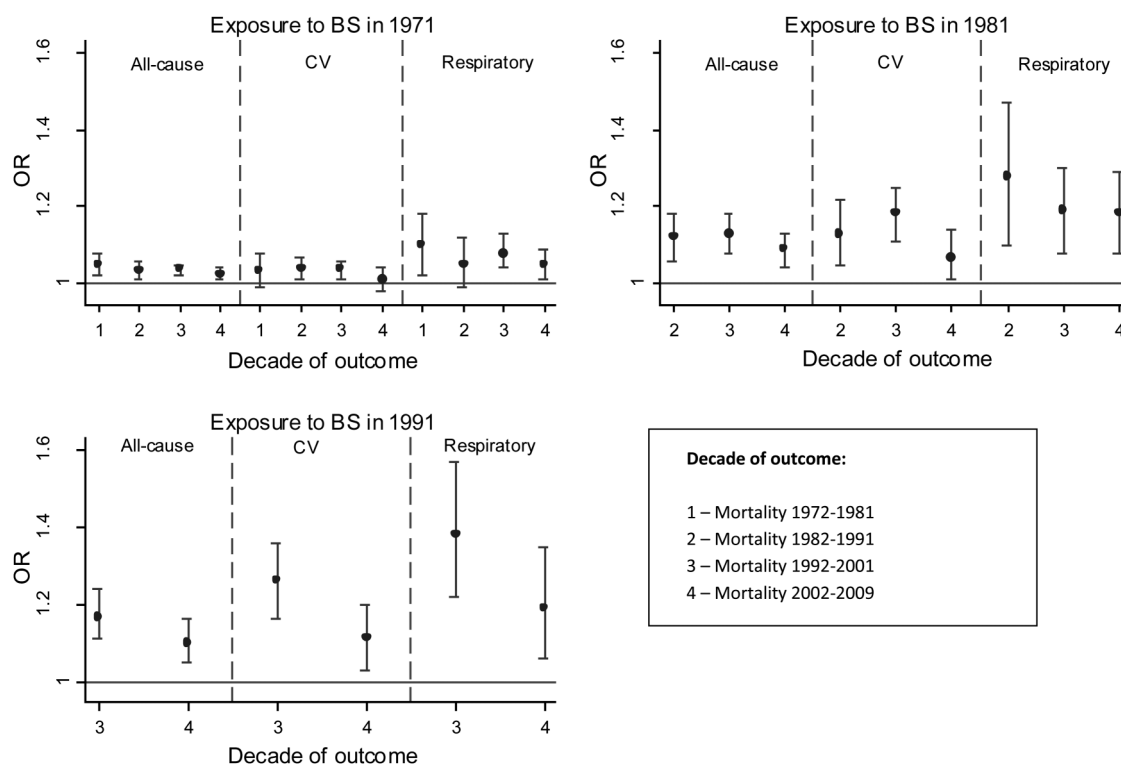 Exposure to BS in 1971
All-cause CV Respiratory
OR
1.6
1.4
1.2
1
1 2 3 4 1 2 3 4 1 2 3 4
Decade of outcome
Exposure to BS in 1981
All-cause CV Respiratory
OR
1.6
1.4
1.2
1
2 3 4 2 3 4 2 3 4
Decade of outcome
Exposure to BS in 1991
All-cause CV Respiratory
OR
1.6
1.4
1.2
1
3 4 3 4 3 4
Decade of outcome
Decade of outcome:
1 – Mortality 1972-1981
2 – Mortality 1982-1991
3 – Mortality 1992-2001
4 – Mortality 2002-2009